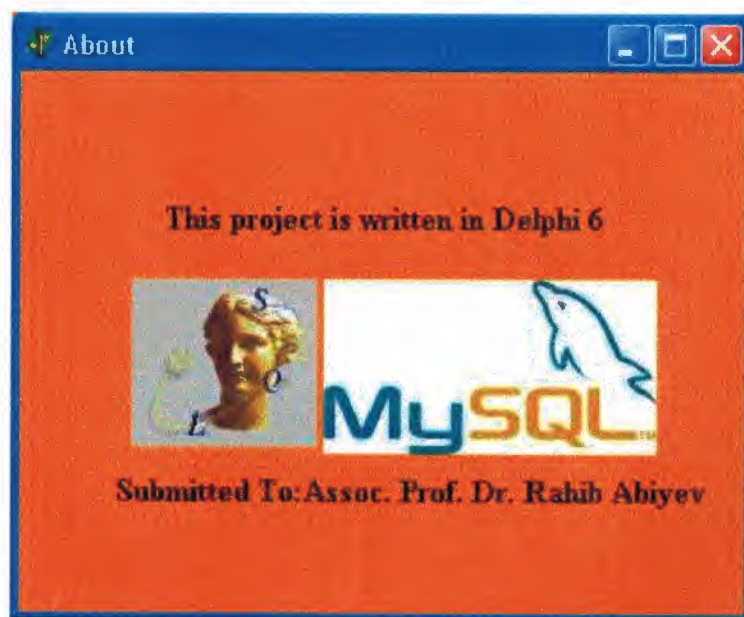 About
This project is written in Delphi 6
S
Q
L
MySQL
Submitted To:Assoc. Prof. Dr. Rahib Abiyev